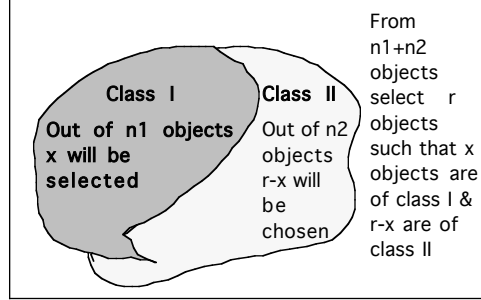 Class I
Out of n1 objects
x will be
selected
Class II
Out of n2
objects
r-x will
be
chosen
From
n1+n2
objects
select r
objects
such that x
objects are
of class I &
r-x are of
class II